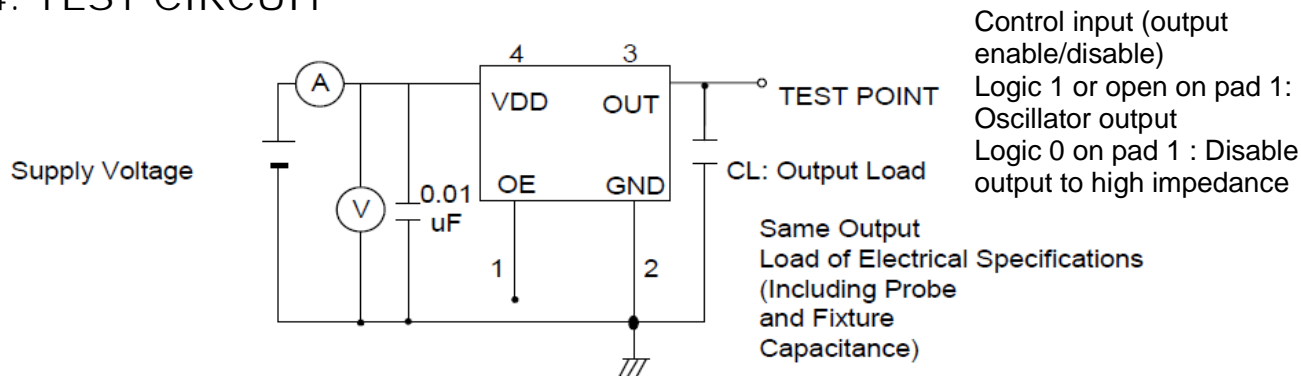 4. TEST CIRCUIT
Control input (output
enable/disable)
Logic 1 or open on pad 1:
Oscillator output
Logic 0 on pad 1 : Disable
output to high impedance
A
4
3
VDD
OUT
TEST POINT
Supply Voltage
V
0.01
uF
OE
GND
CL: Output Load
1
2
Same Output
Load of Electrical Specifications
(Including Probe
and Fixture
Capacitance)